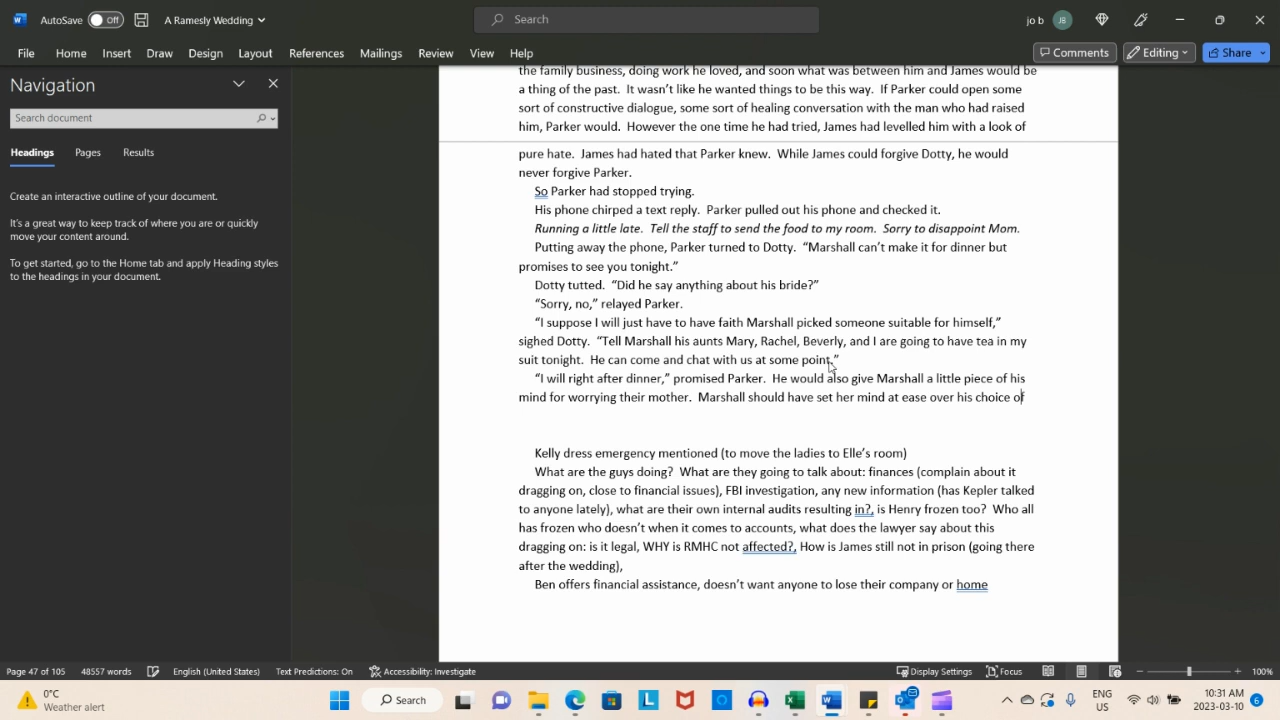 AutoSave Off A Ramesly Wedding Search jo b JB
File Home Insert Draw Design Layout References Mailings Review View Help Comments Editing Share
Navigation
Search document
Headings Pages Results
Create an interactive outline of your document.
It's a great way to keep track of where you are or quickly
move your content around.
To get started, go to the Home tab and apply Heading styles
to the headings in your document.
the family business, doing work he loved, and soon what was between him and James would be
a thing of the past.  It wasn’t like he wanted things to be this way.  If Parker could open some
sort of constructive dialogue, some sort of healing conversation with the man who had raised
him, Parker would.  However the one time he had tried, James had levelled him with a look of
pure hate.  James had hated that Parker knew.  While James could forgive Dotty, he would
never forgive Parker.
So Parker had stopped trying.
His phone chirped a text reply.  Parker pulled out his phone and checked it.
Running a little late.  Tell the staff to send the food to my room.  Sorry to disappoint Mom.
Putting away the phone, Parker turned to Dotty.  “Marshall can’t make it for dinner but
promises to see you tonight.”
Dotty tutted.  “Did he say anything about his bride?”
“Sorry, no,” relayed Parker.
“I suppose I will just have to have faith Marshall picked someone suitable for himself,”
sighed Dotty.  “Tell Marshall his aunts Mary, Rachel, Beverly, and I are going to have tea in my
suit tonight.  He can come and chat with us at some point.”
“I will right after dinner,” promised Parker.  He would also give Marshall a little piece of his
mind for worrying their mother.  Marshall should have set her mind at ease over his choice of
Kelly dress emergency mentioned (to move the ladies to Elle’s room)
What are the guys doing?  What are they going to talk about: finances (complain about it
dragging on, close to financial issues), FBI investigation, any new information (has Kepler talked
to anyone lately), what are their own internal audits resulting in?, is Henry frozen too?  Who all
has frozen who doesn’t when it comes to accounts, what does the lawyer say about this
dragging on: is it legal, WHY is RMHC not affected?, How is James still not in prison (going there
after the wedding),
Ben offers financial assistance, doesn’t want anyone to lose their company or home
Page 47 of 105 48557 words English (United States) Text Predictions: On Accessibility: Investigate Display Settings Focus 100%
0°C
Weather alert
Search
ENG
US
10:31 AM
2023-03-10
6